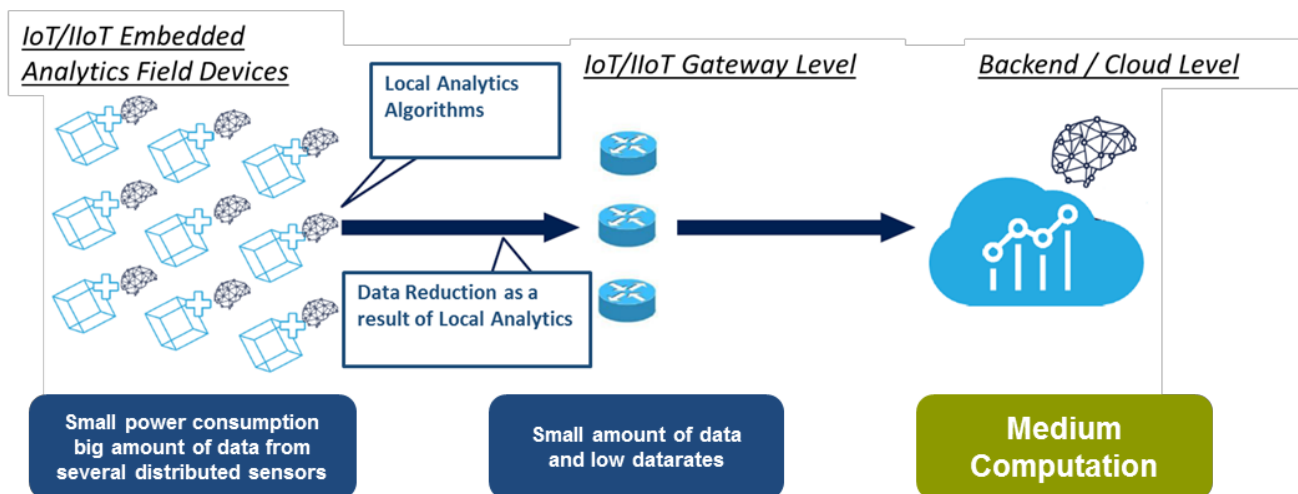 IoT/IIoT Embedded
Analytics Field Devices
IoT/IIoT Gateway Level
Backend / Cloud Level
Local Analytics
Algorithms
Data Reduction as a
result of Local Analytics
Small power consumption
big amount of data from
several distributed sensors
Small amount of data
and low datarates
Medium
Computation